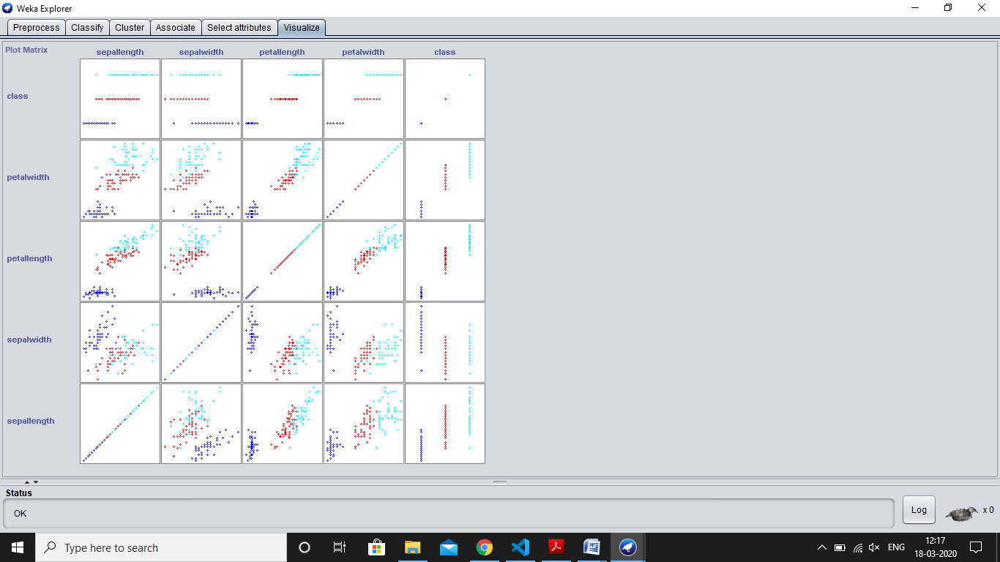 Weka Explorer
Preprocess Classify Cluster Associate Select attributes Visualize
Plot Matrix sepallength sepalwidth petallength petalwidth class
class
petalwidth
petallength
sepalwidth
sepallength
Status
OK
Log x 0
Type here to search
ENG 12:17
18-03-2020